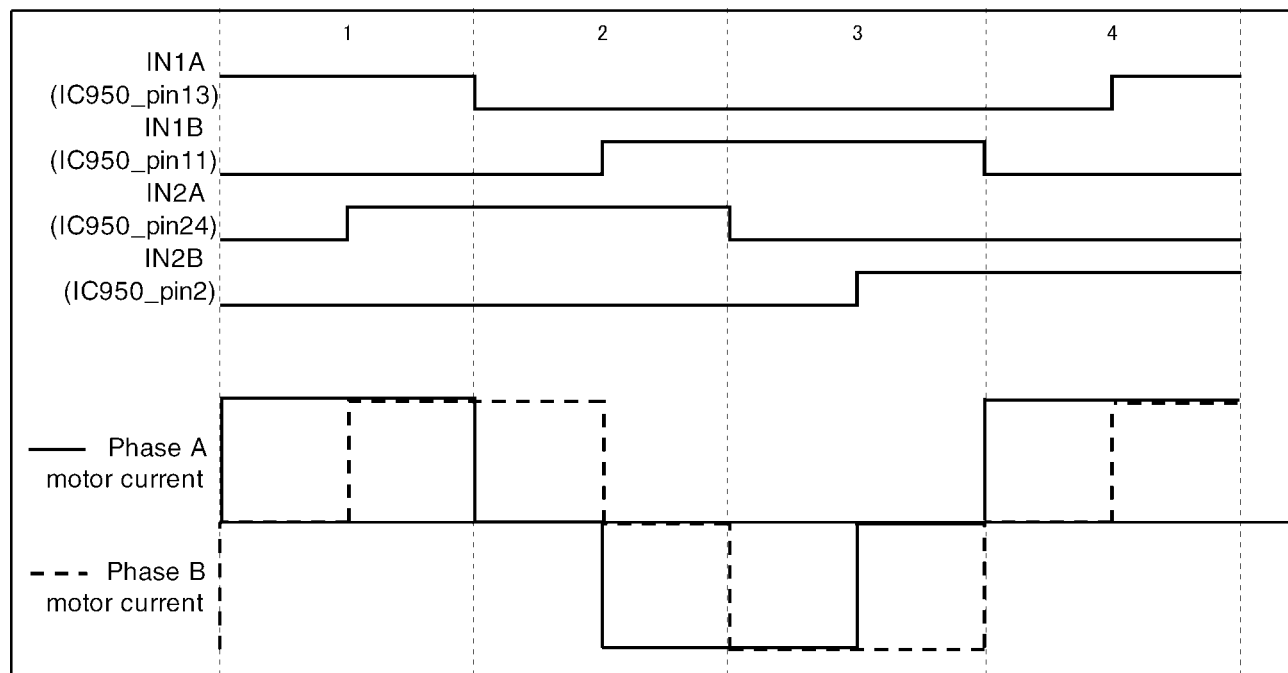 1 2 3 4
IN1A
(IC950_pin13)
IN1B
(IC950_pin11)
IN2A
(IC950_pin24)
IN2B
(IC950_pin2)
Phase A
motor current
Phase B
motor current